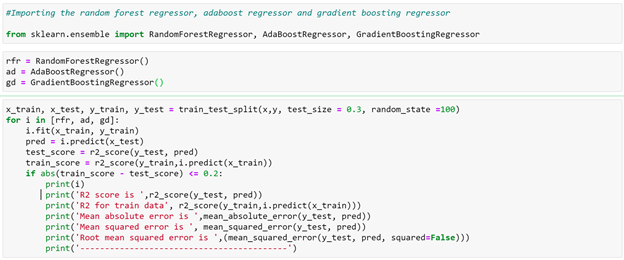 #Importing the random forest regressor, adaboost regressor and gradient boosting regressor
from sklearn.ensemble import RandomForestRegressor, AdaBoostRegressor, GradientBoostingRegressor
rfr = RandomForestRegressor()
ad = AdaBoostRegressor()
gd = GradientBoostingRegressor()
x_train, x_test, y_train, y_test = train_test_split(x,y, test_size = 0.3, random_state =100)
for i in [rfr, ad, gd]:
    i.fit(x_train, y_train)
    pred = i.predict(x_test)
    test_score = r2_score(y_test, pred)
    train_score = r2_score(y_train,i.predict(x_train))
    if abs(train_score - test_score) <= 0.2:
        print(i)
        print('R2 score is ',r2_score(y_test, pred))
        print('R2 for train data', r2_score(y_train,i.predict(x_train)))
        print('Mean absolute error is ',mean_absolute_error(y_test, pred))
        print('Mean squared error is ', mean_squared_error(y_test, pred))
        print('Root mean squared error is ',(mean_squared_error(y_test, pred, squared=False)))
        print('------------------------------------------')